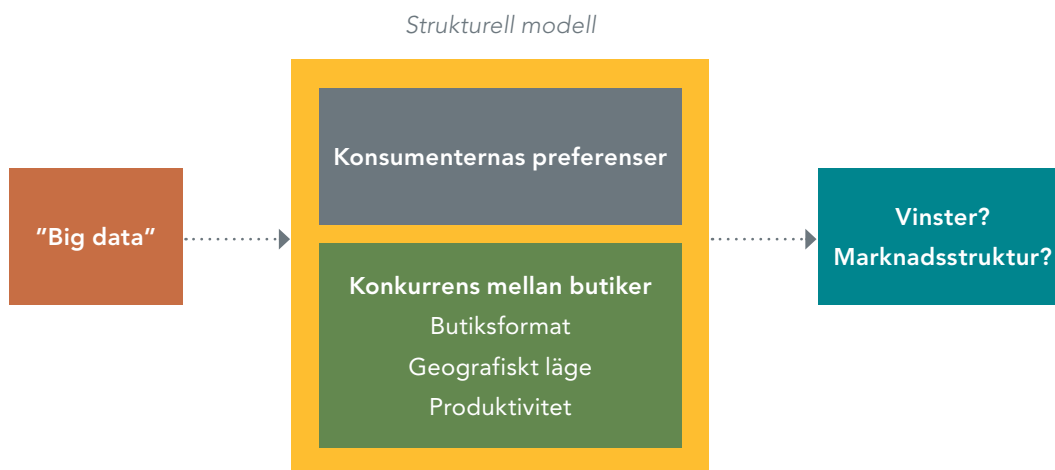 Strukturell modell
”Big data”
Konsumenternas preferenser
Konkurrens mellan butiker
Butiksformat
Geografiskt läge
Produktivitet
Vinster?
Marknadsstruktur?